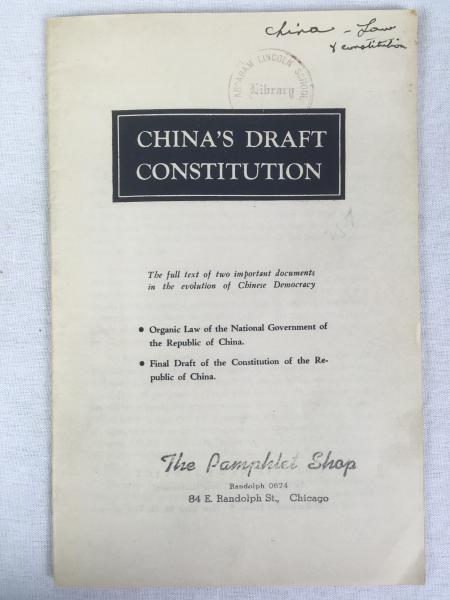 China - Law
& constitution
ABRAHAM LINCOLN SCHOOL
Library
CHINA'S DRAFT
CONSTITUTION
The full text of two important documents
in the evolution of Chinese Democracy
• Organic Law of the National Government of
the Republic of China.
• Final Draft of the Constitution of the Re-
public of China.
The Pamphlet Shop
Randolph 0674
84 E. Randolph St., Chicago